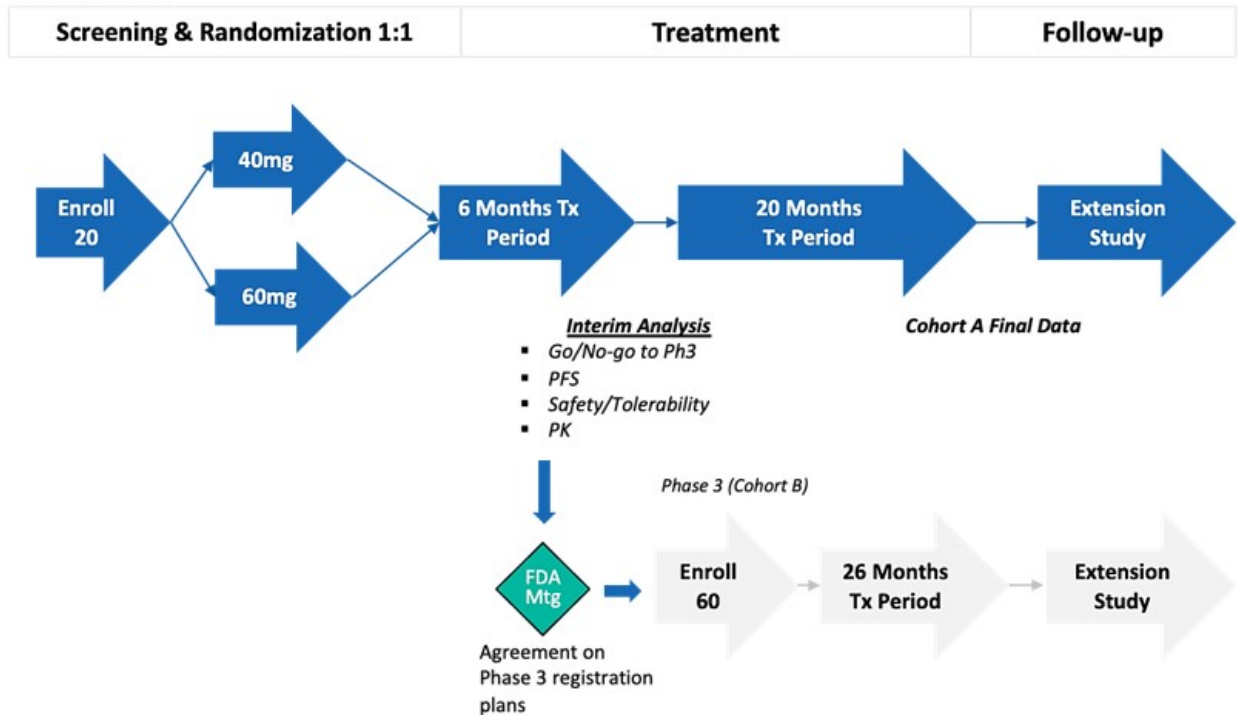 Screening & Randomization 1:1
Treatment
Follow-up
40mg
Enroll
20
60mg
6 Months Tx
Period
20 Months
Tx Period
Extension
Study
Interim Analysis
▪ Go/No-go to Ph3
▪ PFS
▪ Safety/Tolerability
▪ PK
Cohort A Final Data
Phase 3 (Cohort B)
FDA
Mtg
Enroll
60
26 Months
Tx Period
Extension
Study
Agreement on
Phase 3 registration
plans